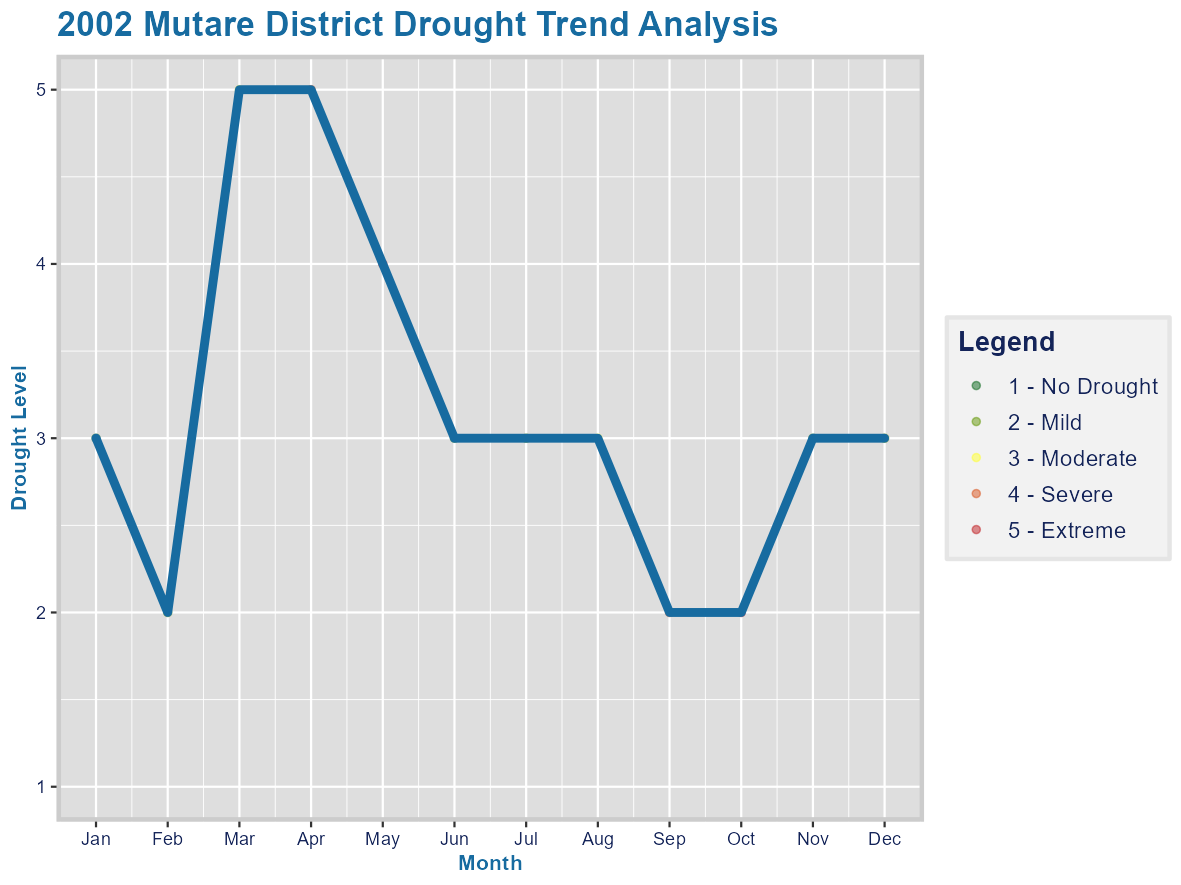 2002 Mutare District Drought Trend Analysis
Drought Level
5
4
3
2
1
Jan Feb Mar Apr May Jun Jul Aug Sep Oct Nov Dec
Month
Legend
1 - No Drought
2 - Mild
3 - Moderate
4 - Severe
5 - Extreme